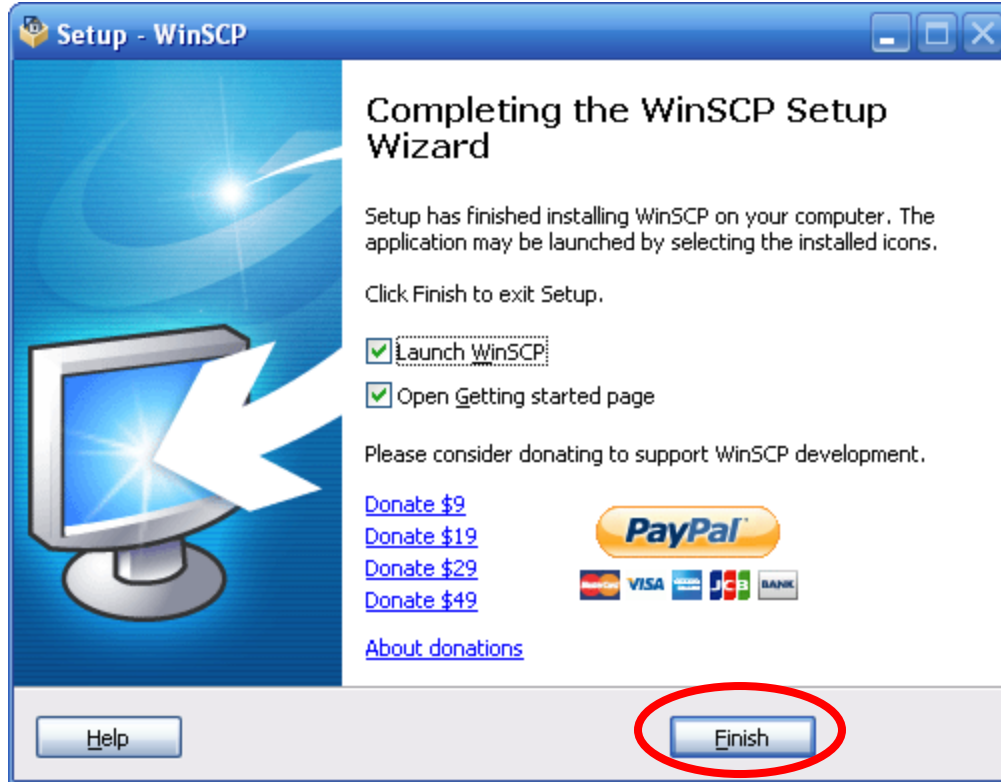 Setup - WinSCP
Completing the WinSCP Setup
Wizard
Setup has finished installing WinSCP on your computer. The
application may be launched by selecting the installed icons.
Click Finish to exit Setup.
Launch WinSCP
Open Getting started page
Please consider donating to support WinSCP development.
Donate $9
Donate $19
Donate $29
Donate $49
PayPal
MasterCard VISA JCB BANK
About donations
Help
Finish